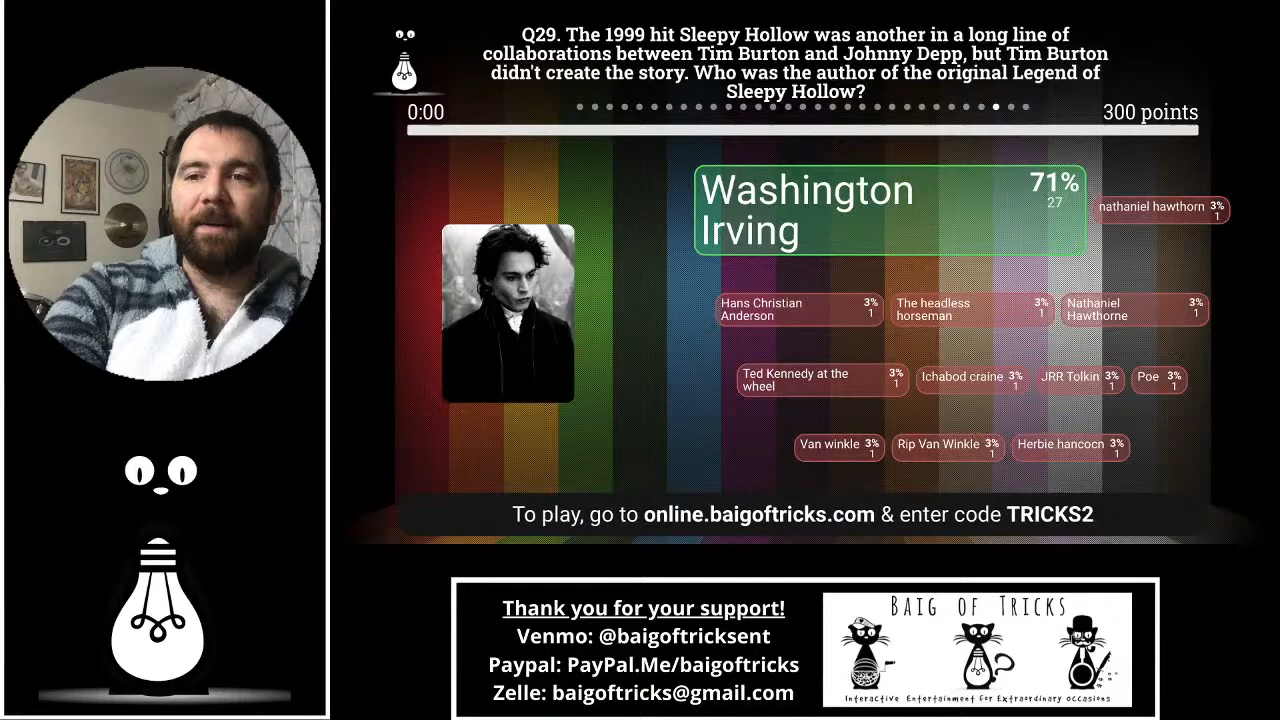 Q29. The 1999 hit Sleepy Hollow was another in a long line of
collaborations between Tim Burton and Johnny Depp, but Tim Burton
didn't create the story. Who was the author of the original Legend of
Sleepy Hollow?
0:00
300 points
Washington
Irving
71%
27
nathaniel hawthorn 3%
1
Hans Christian
Anderson
3%
1
The headless
horseman
3%
1
Nathaniel
Hawthorne
3%
1
Ted Kennedy at the
wheel
3%
1
Ichabod craine 3%
1
JRR Tolkin 3%
1
Poe 3%
1
Van winkle 3%
1
Rip Van Winkle 3%
1
Herbie hancocn 3%
1
To play, go to online.baigoftricks.com & enter code TRICKS2
Thank you for your support!
Venmo: @baigoftricksent
Paypal: PayPal.Me/baigoftricks
Zelle: baigoftricks@gmail.com
BAIG OF TRICKS
Interactive Entertainment for Extraordinary occasions